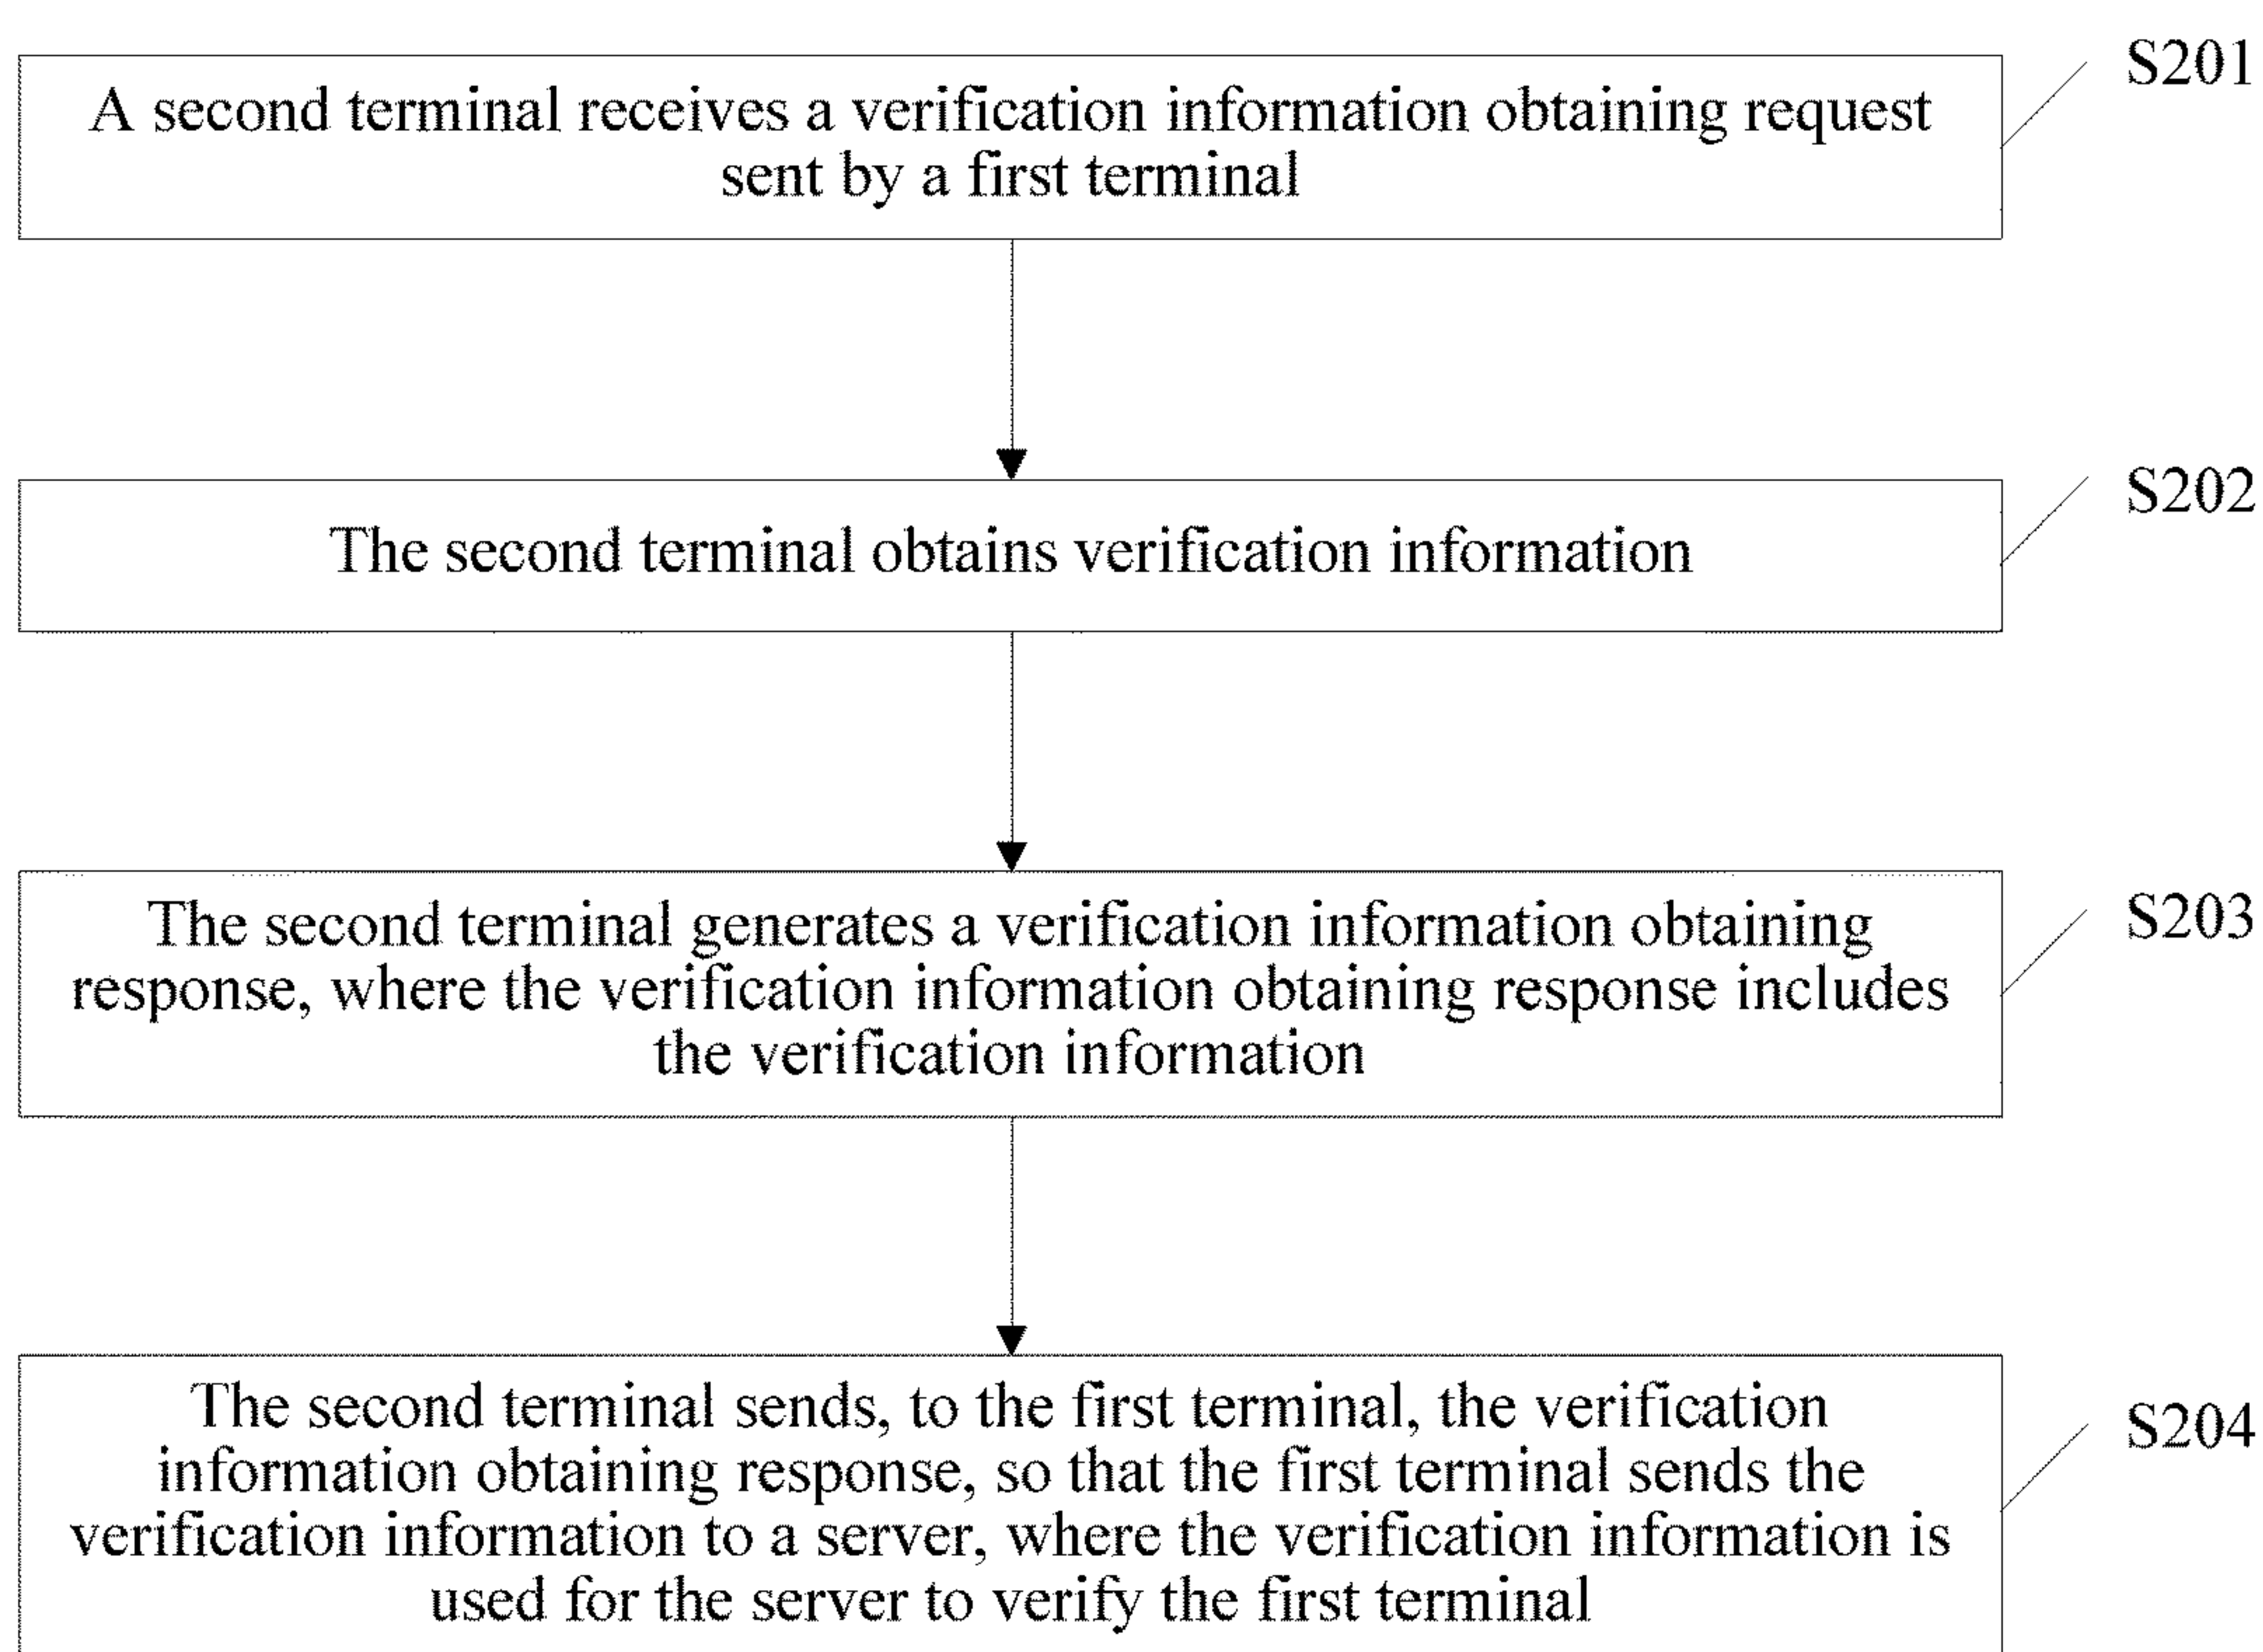 S201
A second terminal receives a verification information obtaining request
sent by a first terminal
S202
The second terminal obtains verification information
S203
The second terminal generates a verification information obtaining
response, where the verification information obtaining response includes
the verification information
S204
The second terminal sends, to the first terminal, the verification
information obtaining response, so that the first terminal sends the
verification information to a server, where the verification information is
used for the server to verify the first terminal